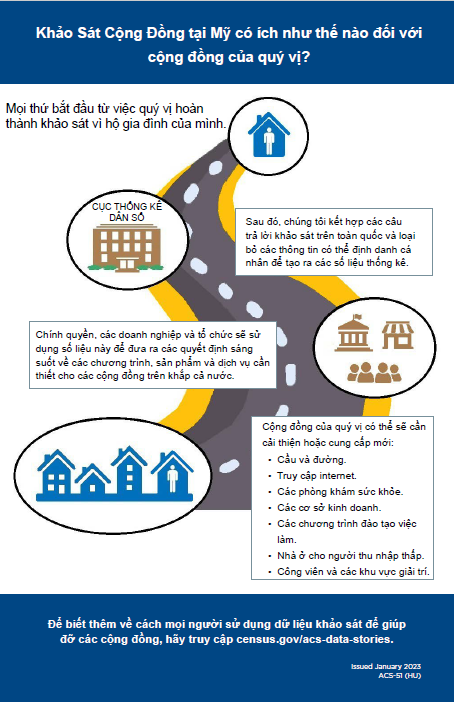 Khảo Sát Cộng Đồng tại Mỹ có ích như thế nào đối với
cộng đồng của quý vị?
Mọi thứ bắt đầu từ việc quý vị hoàn
thành khảo sát vì hộ gia đình của mình.
CỤC THỐNG KÊ
DÂN SỐ
Sau đó, chúng tôi kết hợp các câu
trả lời khảo sát trên toàn quốc và loại
bỏ các thông tin có thể định danh cá
nhân để tạo ra các số liệu thống kê.
Chính quyền, các doanh nghiệp và tổ chức sẽ sử
dụng số liệu này để đưa ra các quyết định sáng
suốt về các chương trình, sản phẩm và dịch vụ cần
thiết cho các cộng đồng trên khắp cả nước.
Cộng đồng của quý vị có thể sẽ cần
cải thiện hoặc cung cấp mới:
• Cầu và đường.
• Truy cập internet.
• Các phòng khám sức khỏe.
• Các cơ sở kinh doanh.
• Các chương trình đào tạo việc
làm.
• Nhà ở cho người thu nhập thấp.
• Công viên và các khu vực giải trí.
Để biết thêm về cách mọi người sử dụng dữ liệu khảo sát để giúp
đỡ các cộng đồng, hãy truy cập census.gov/acs-data-stories.
Issued January 2023
ACS-51 (HU)